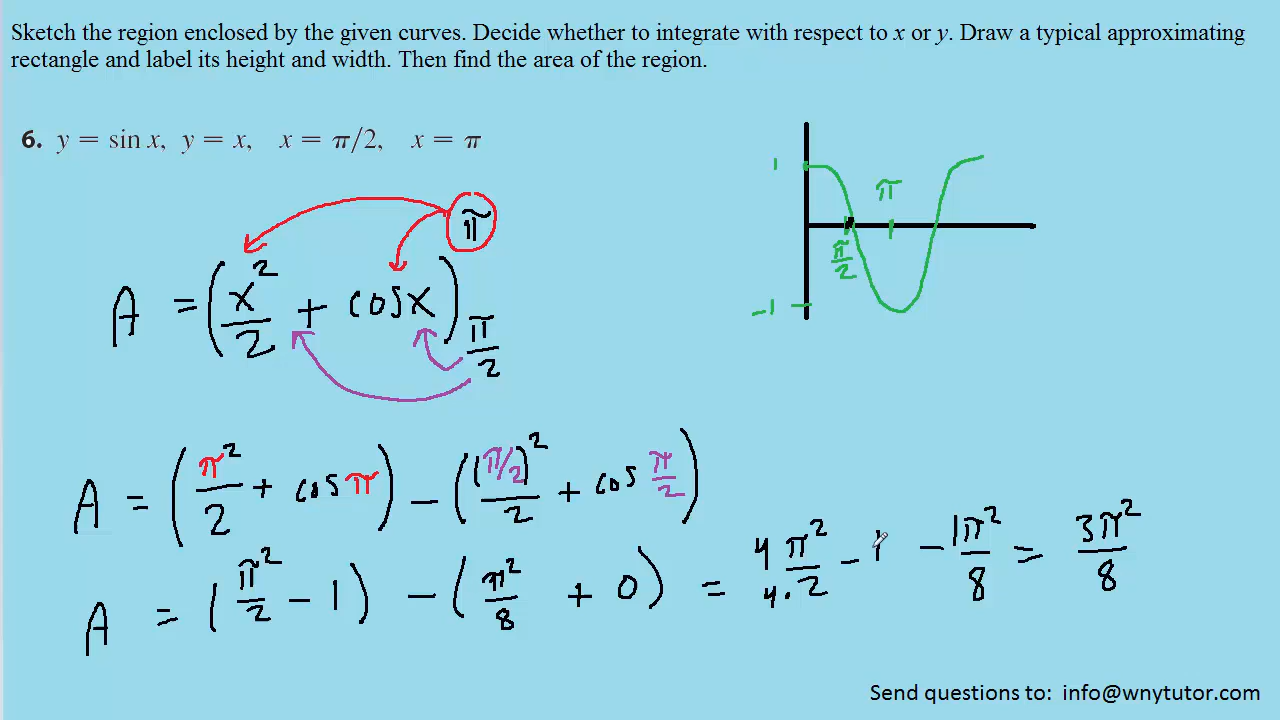 Sketch the region enclosed by the given curves. Decide whether to integrate with respect to x or y. Draw a typical approximating
rectangle and label its height and width. Then find the area of the region.
6. y = sin x, y = x, x = π/2, x = π
1
π
π/2
-1
A = (x²/2 + cosx) π π/2
A = (π²/2 + cos π) - ((π/2)²/2 + cos π/2)
A = (π²/2 - 1) - (π²/8 + 0) = 4π²/4·2 - 1 - 1π²/8 = 3π²/8
Send questions to: info@wnytutor.com